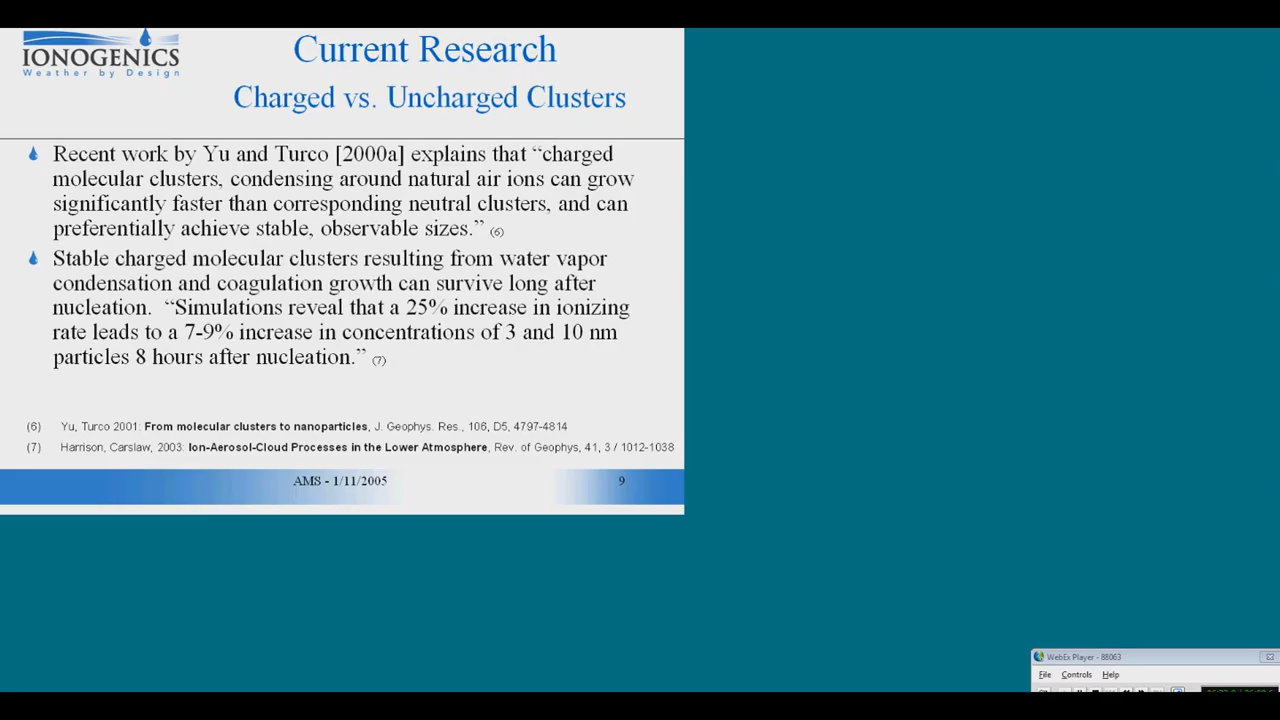 IONOGENICS
Weather by Design
Current Research
Charged vs. Uncharged Clusters
Recent work by Yu and Turco [2000a] explains that “charged
molecular clusters, condensing around natural air ions can grow
significantly faster than corresponding neutral clusters, and can
preferentially achieve stable, observable sizes.” (6)
Stable charged molecular clusters resulting from water vapor
condensation and coagulation growth can survive long after
nucleation. “Simulations reveal that a 25% increase in ionizing
rate leads to a 7-9% increase in concentrations of 3 and 10 nm
particles 8 hours after nucleation.” (7)
(6) Yu, Turco 2001: From molecular clusters to nanoparticles, J. Geophys. Res., 106, D5, 4797-4814
(7) Harrison, Carslaw, 2003: Ion-Aerosol-Cloud Processes in the Lower Atmosphere, Rev. of Geophys, 41, 3 / 1012-1038
AMS - 1/11/2005 9
WebEx Player - 88063
File Controls Help